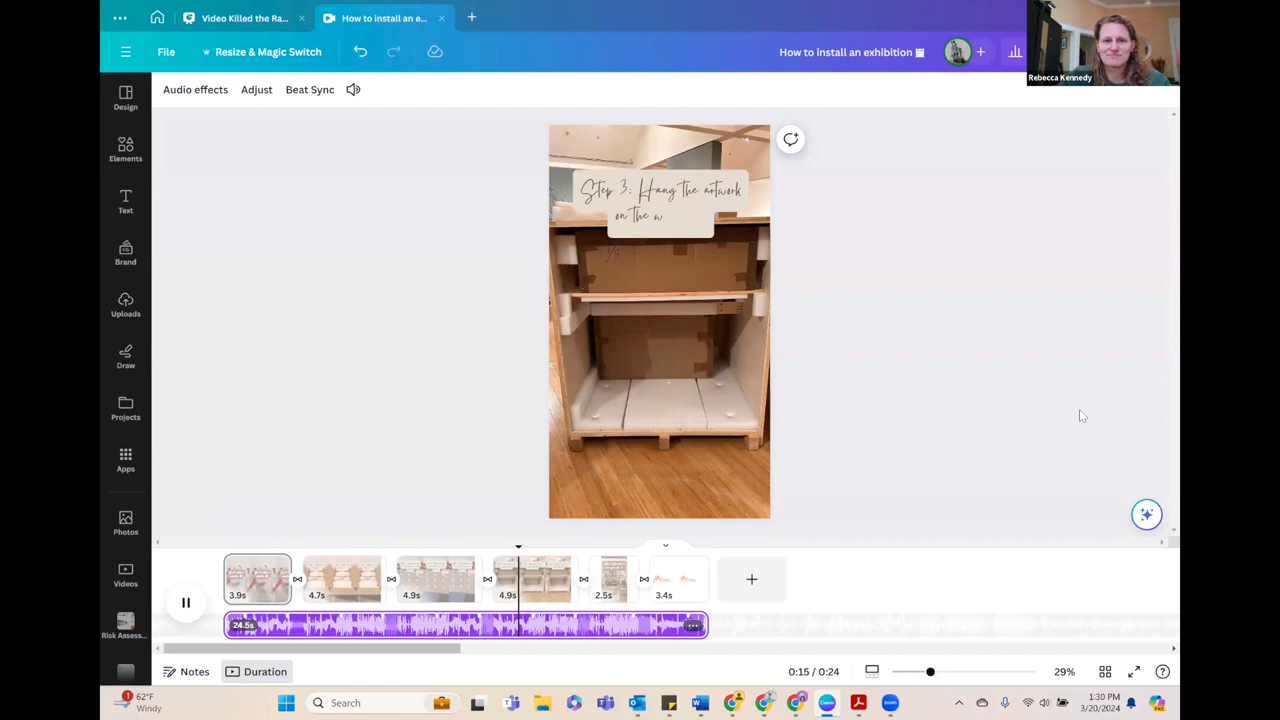 Video Killed the Ra...
How to install an e...
File
Resize & Magic Switch
How to install an exhibition
Rebecca Kennedy
Audio effects
Adjust
Beat Sync
Design
Elements
Text
Brand
Uploads
Draw
Projects
Apps
Photos
Videos
Risk Assess...
Step 3: Hang the artwork
on the w
3.9s
4.7s
4.9s
4.9s
2.5s
3.4s
24.5s
Notes
Duration
0:15 / 0:24
29%
1
62°F
Windy
Search
1:30 PM
3/20/2024